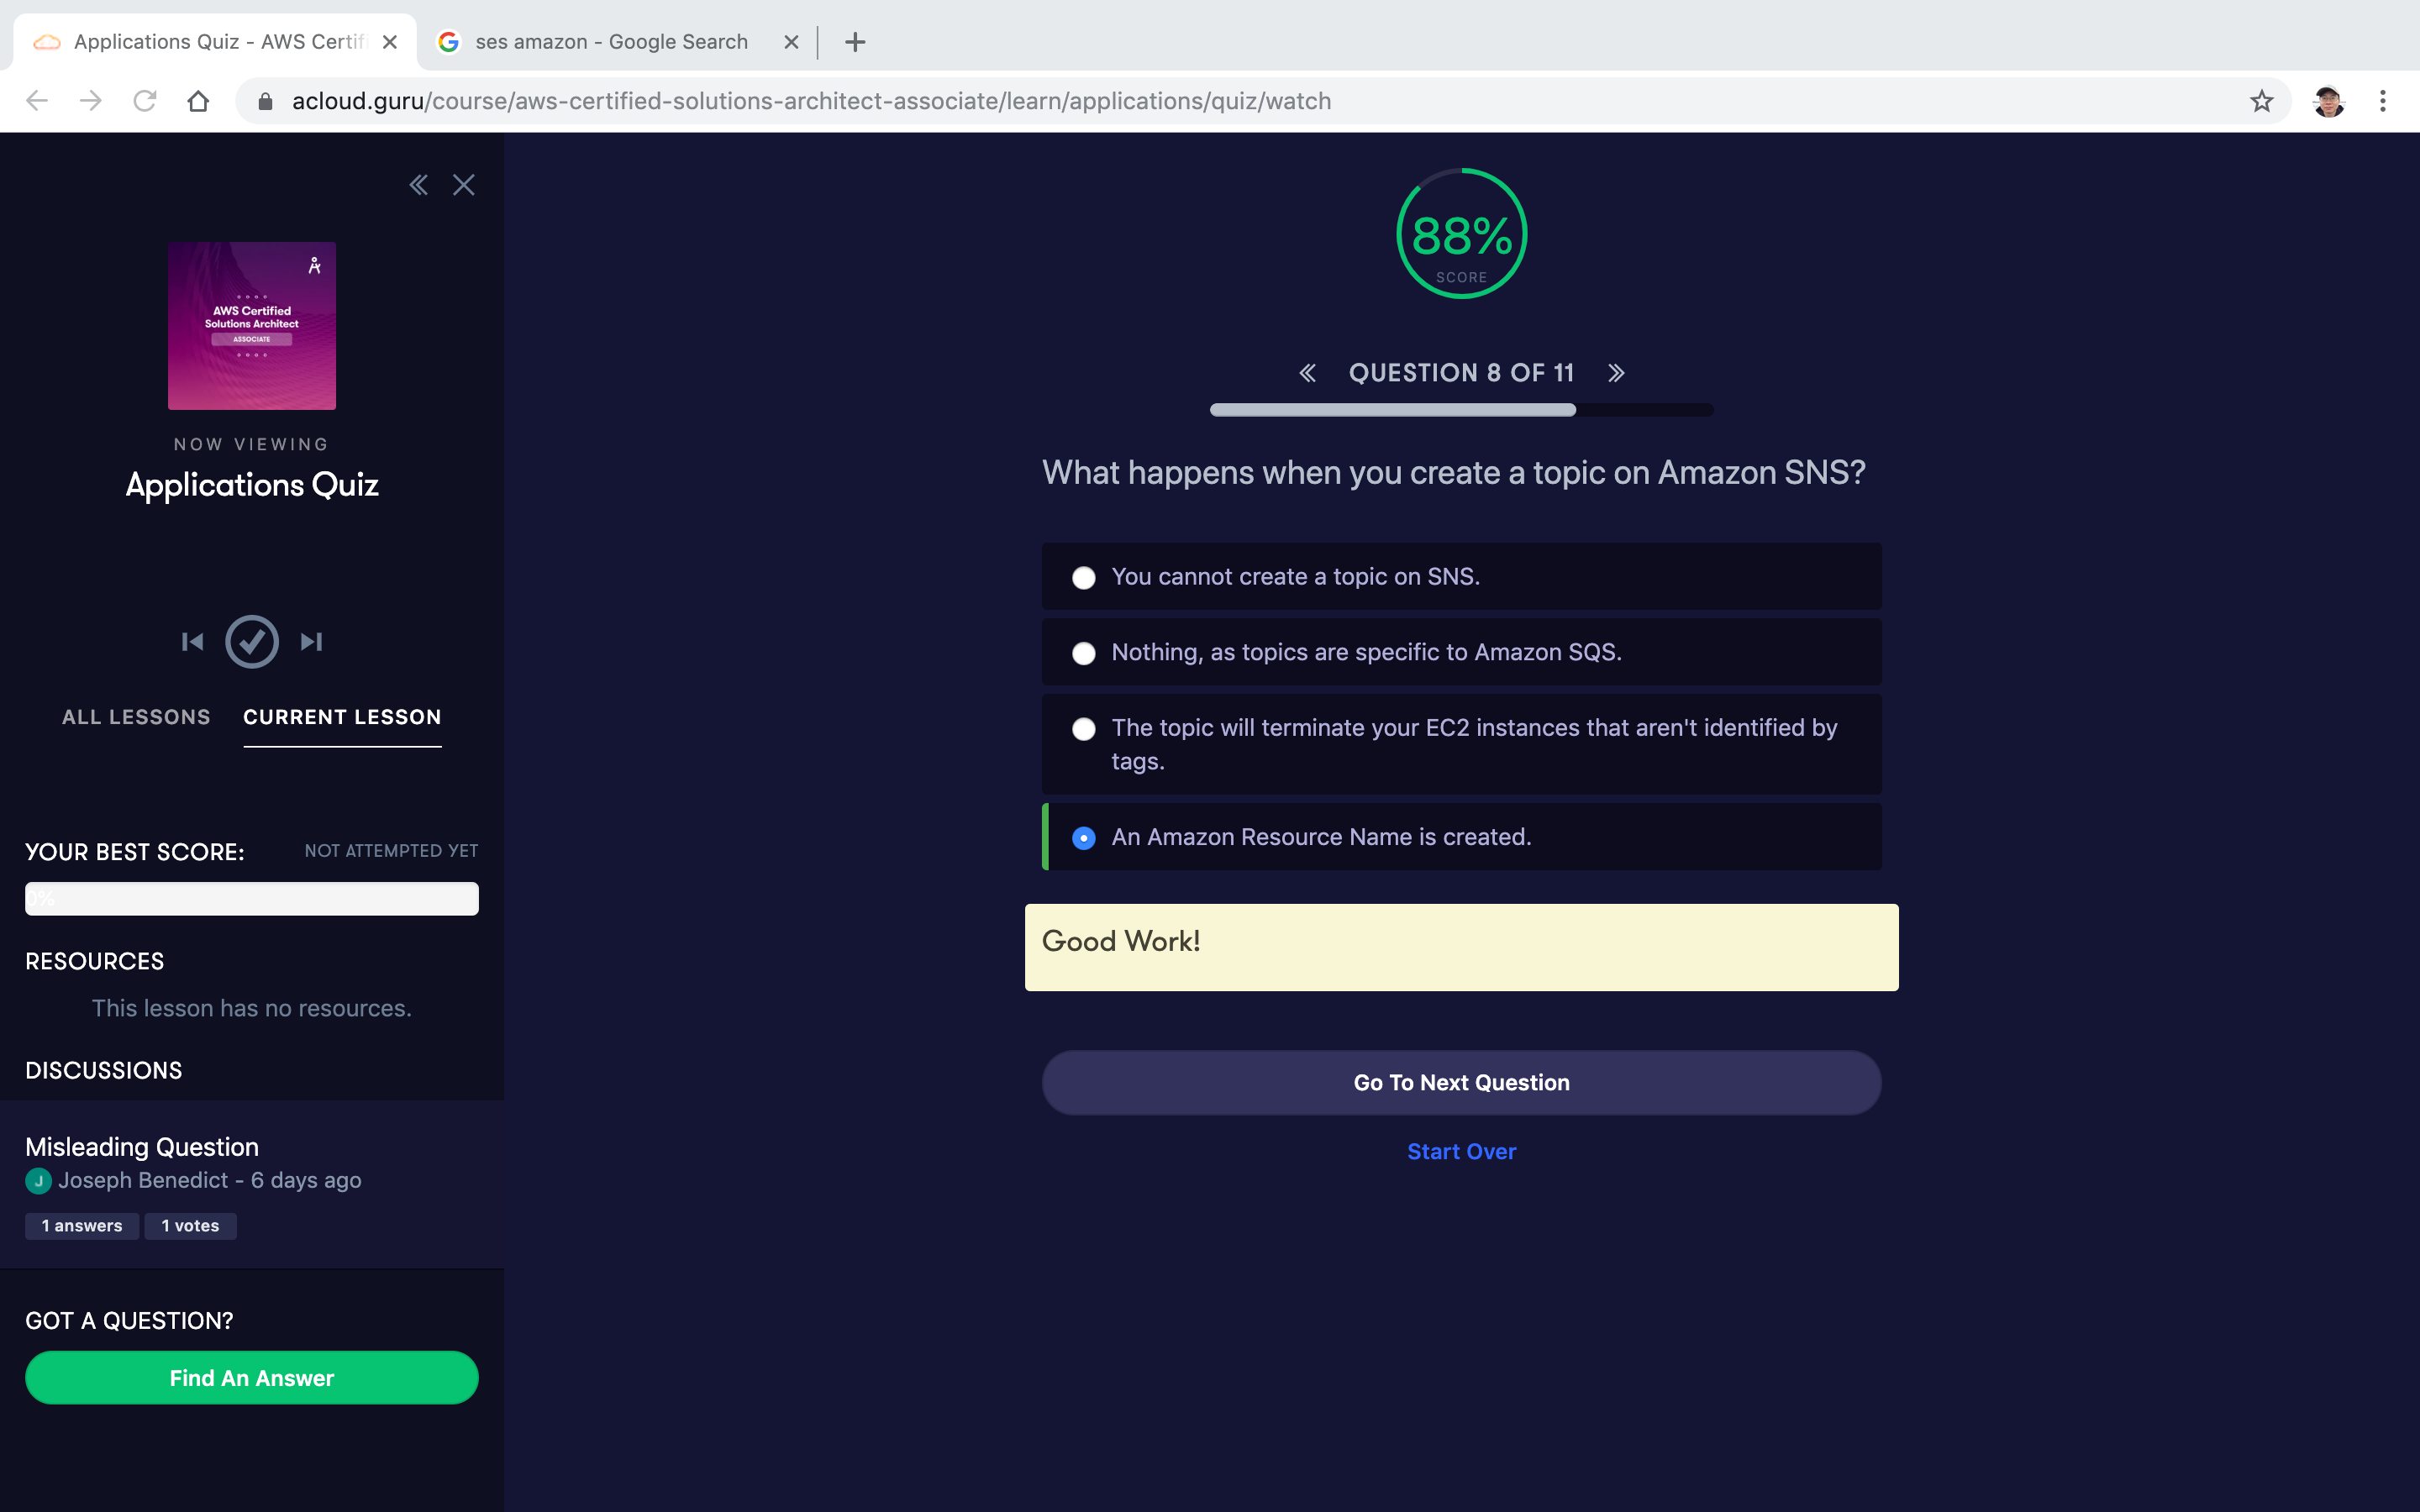 Applications Quiz - AWS Certif
ses amazon - Google Search
acloud.guru/course/aws-certified-solutions-architect-associate/learn/applications/quiz/watch
AWS Certified
Solutions Architect
ASSOCIATE
NOW VIEWING
Applications Quiz
ALL LESSONS
CURRENT LESSON
YOUR BEST SCORE:
NOT ATTEMPTED YET
0%
RESOURCES
This lesson has no resources.
DISCUSSIONS
Misleading Question
J
Joseph Benedict - 6 days ago
1 answers
1 votes
GOT A QUESTION?
Find An Answer
88%
SCORE
QUESTION 8 OF 11
What happens when you create a topic on Amazon SNS?
You cannot create a topic on SNS.
Nothing, as topics are specific to Amazon SQS.
The topic will terminate your EC2 instances that aren't identified by
tags.
An Amazon Resource Name is created.
Good Work!
Go To Next Question
Start Over